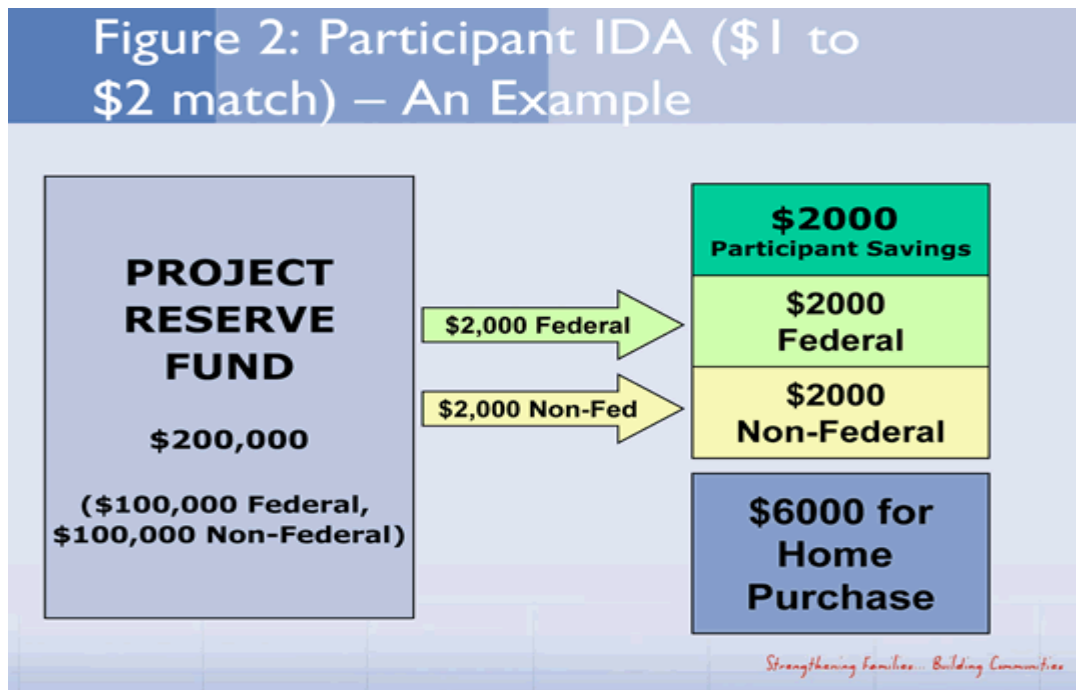 Figure 2: Participant IDA ($1 to
$2 match) – An Example
PROJECT
RESERVE
FUND
$200,000
($100,000 Federal,
$100,000 Non-Federal)
$2,000 Federal
$2,000 Non-Fed
$2000
Participant Savings
$2000
Federal
$2000
Non-Federal
$6000 for
Home
Purchase
Strengthening Families... Building Communities